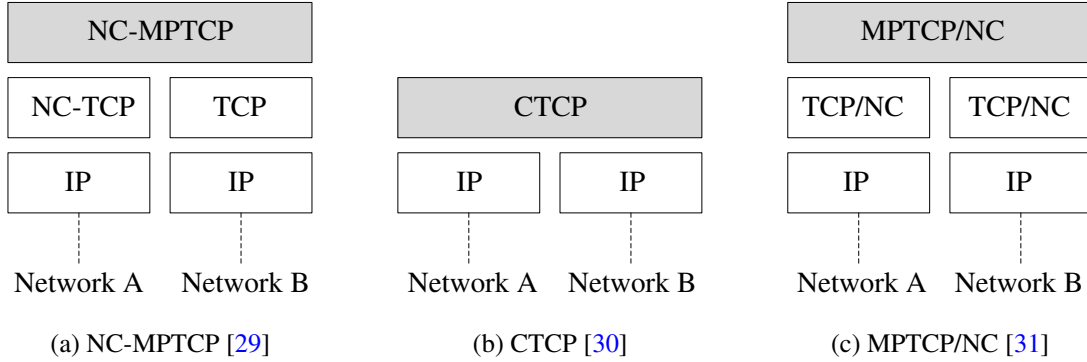 NC-MPTCP
NC-TCP TCP
IP IP
Network A Network B
(a) NC-MPTCP [29]
CTCP
IP IP
Network A Network B
(b) CTCP [30]
MPTCP/NC
TCP/NC TCP/NC
IP IP
Network A Network B
(c) MPTCP/NC [31]